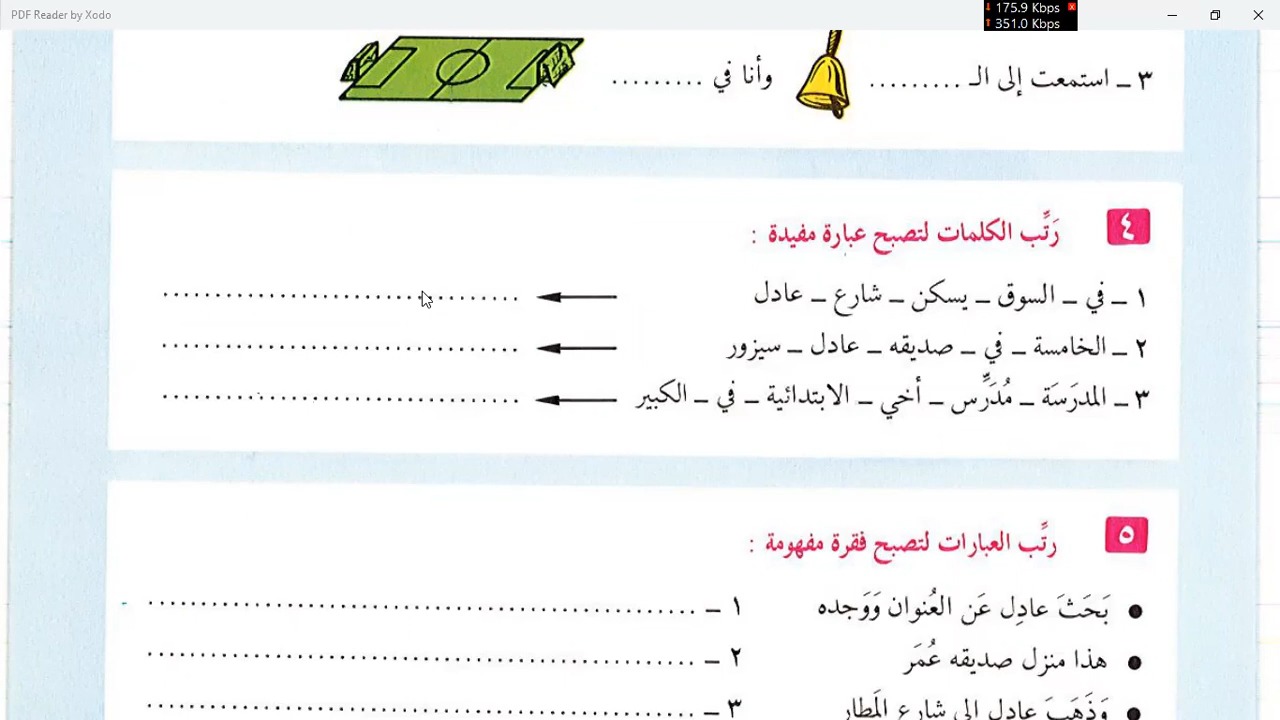 PDF Reader by Xodo
175.9 Kbps
351.0 Kbps
٣ ـ استمعت إلى الـ ......... وأنا في .........
٤ رَتِّب الكلمات لتصبح عبارة مفيدة :
١ ـ في ـ السوق ـ يسكن ـ شارع ـ عادل
٢ ـ الخامسة ـ في ـ صديقه ـ عادل ـ سيزور
٣ ـ المدرَسَة ـ مُدَرِّس ـ أخي ـ الابتدائية ـ في ـ الكبير
٥ رتِّب العبارات لتصبح فقرة مفهومة :
● بَحَثَ عادِل عَن العُنوان وَوَجده ١ ـ
● هذا منزل صديقه عُمَر ٢ ـ
● وَذَهَبَ عادل إلى شارع المَطار ٣ ـ